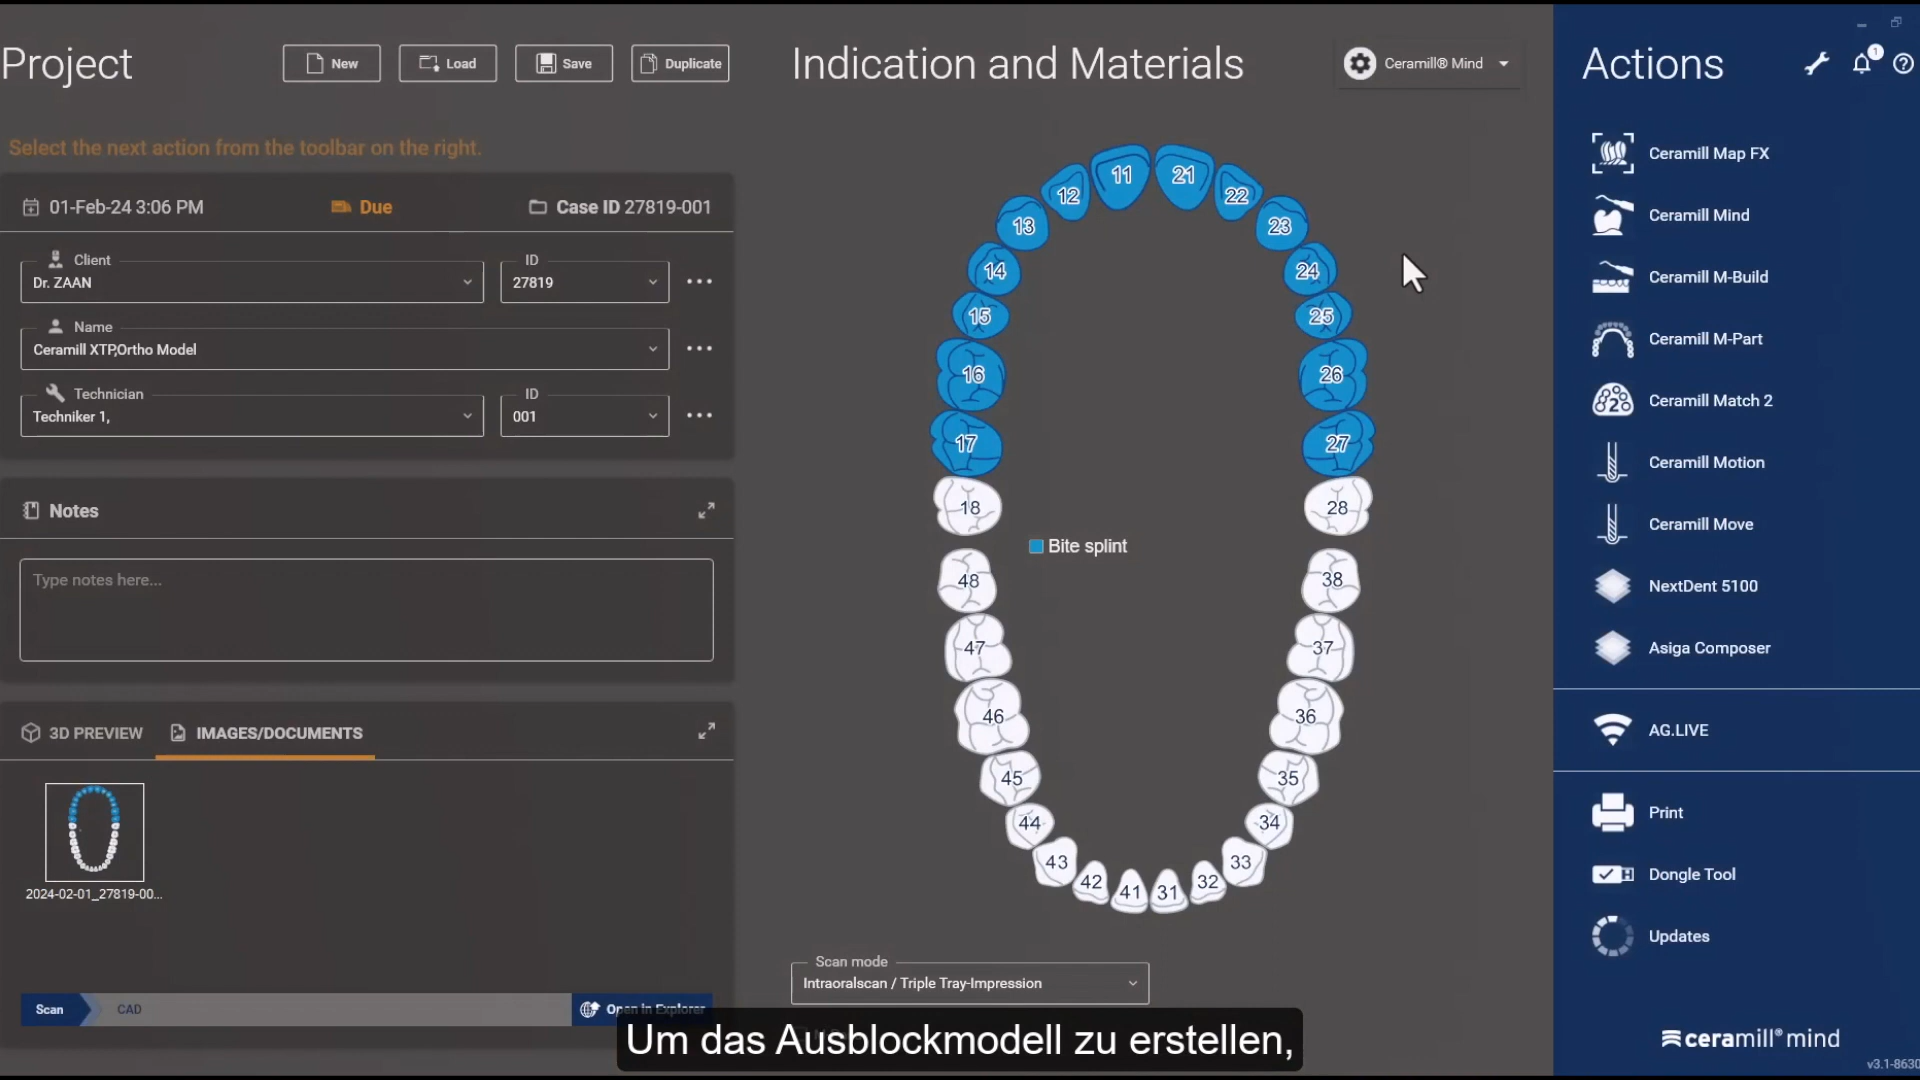 Project
New
Load
Save
Duplicate
Indication and Materials
Ceramill® Mind
Actions
1
Select the next action from the toolbar on the right.
01-Feb-24 3:06 PM
Due
Case ID 27819-001
Client
Dr. ZAAN
ID
27819
Name
Ceramill XTP,Ortho Model
Technician
Techniker 1,
ID
001
Notes
Type notes here...
3D PREVIEW
IMAGES/DOCUMENTS
2024-02-01_27819-00...
Scan
CAD
Open in Explorer
11 21
12 22
13 23
14 24
15 25
16 26
17 27
18 28
Bite splint
48 38
47 37
46 36
45 35
44 34
43 33
42 32
41 31
Scan mode
Intraoralscan / Triple Tray-Impression
Ceramill Map FX
Ceramill Mind
Ceramill M-Build
Ceramill M-Part
2
Ceramill Match 2
Ceramill Motion
Ceramill Move
NextDent 5100
Asiga Composer
AG.LIVE
Print
Dongle Tool
Updates
ceramill® mind
v3.1-8630
Um das Ausblockmodell zu erstellen,